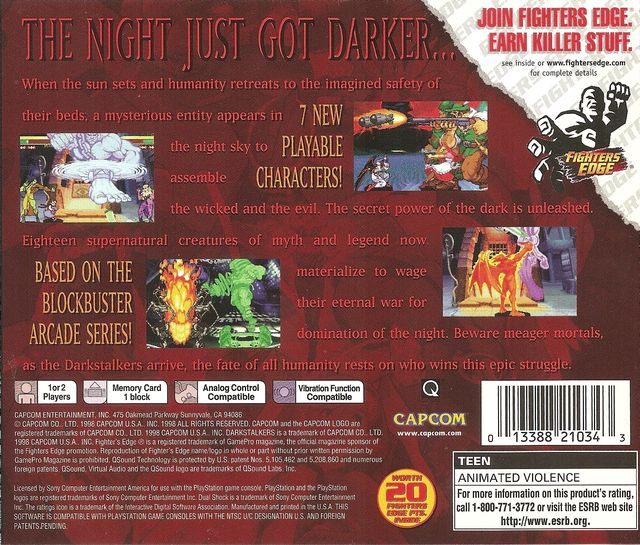 THE NIGHT JUST GOT DARKER...
JOIN FIGHTERS EDGE.
EARN KILLER STUFF.
see inside or www.fightersedge.com
for complete details
FIGHTERS
EDGE
When the sun sets and humanity retreats to the imagined safety of
their beds, a mysterious entity appears in
the night sky to
assemble
7 NEW
PLAYABLE
CHARACTERS!
the wicked and the evil. The secret power of the dark is unleashed.
Eighteen supernatural creatures of myth and legend now
BASED ON THE
BLOCKBUSTER
ARCADE SERIES!
materialize to wage
their eternal war for
domination of the night. Beware meager mortals,
as the Darkstalkers arrive, the fate of all humanity rests on who wins this epic struggle.
1 or 2
Players
Memory Card
1 block
Analog Control
Compatible
Vibration Function
Compatible
CAPCOM ENTERTAINMENT, INC. 475 Oakmead Parkway Sunnyvale, CA 94086
© CAPCOM CO., LTD. 1998 CAPCOM U.S.A. INC. 1998 ALL RIGHTS RESERVED. CAPCOM and the CAPCOM LOGO are
registered trademarks of CAPCOM CO., LTD. 1998 CAPCOM U.S.A., INC. DARKSTALKERS is a trademark of CAPCOM CO., LTD.
1998 CAPCOM U.S.A., INC. Fighter's Edge ® is a registered trademark of GamePro magazine, the official magazine sponsor of
the Fighters Edge promotion. Reproduction of Fighter's Edge name/logo in whole or part without prior written permission by
GamePro Magazine is prohibited. QSound Technology is protected by U.S. patent Nos. 5,105,462 and 5,208,860 and numerous
foreign patents. QSound, Virtual Audio and the QSound logo are trademarks of QSound Labs, Inc.
Licensed by Sony Computer Entertainment America for use with the PlayStation game console. PlayStation and the PlayStation
logos are registered trademarks of Sony Computer Entertainment Inc. Dual Shock is a trademark of Sony Computer Entertainment
Inc. The ratings icon is a trademark of the Interactive Digital Software Association. Manufactured and printed in the U.S.A. THIS
SOFTWARE IS COMPATIBLE WITH PLAYSTATION GAME CONSOLES WITH THE NTSC U/C DESIGNATION U.S. AND FOREIGN
PATENTS PENDING.
Q
CAPCOM
www.capcom.com
WORTH
20
FIGHTERS
EDGE PTS.
INSIDE
0 13388 21034 3
TEEN
ANIMATED VIOLENCE
For more information on this product's rating,
call 1-800-771-3772 or visit the ESRB web site
http://www.esrb.org.